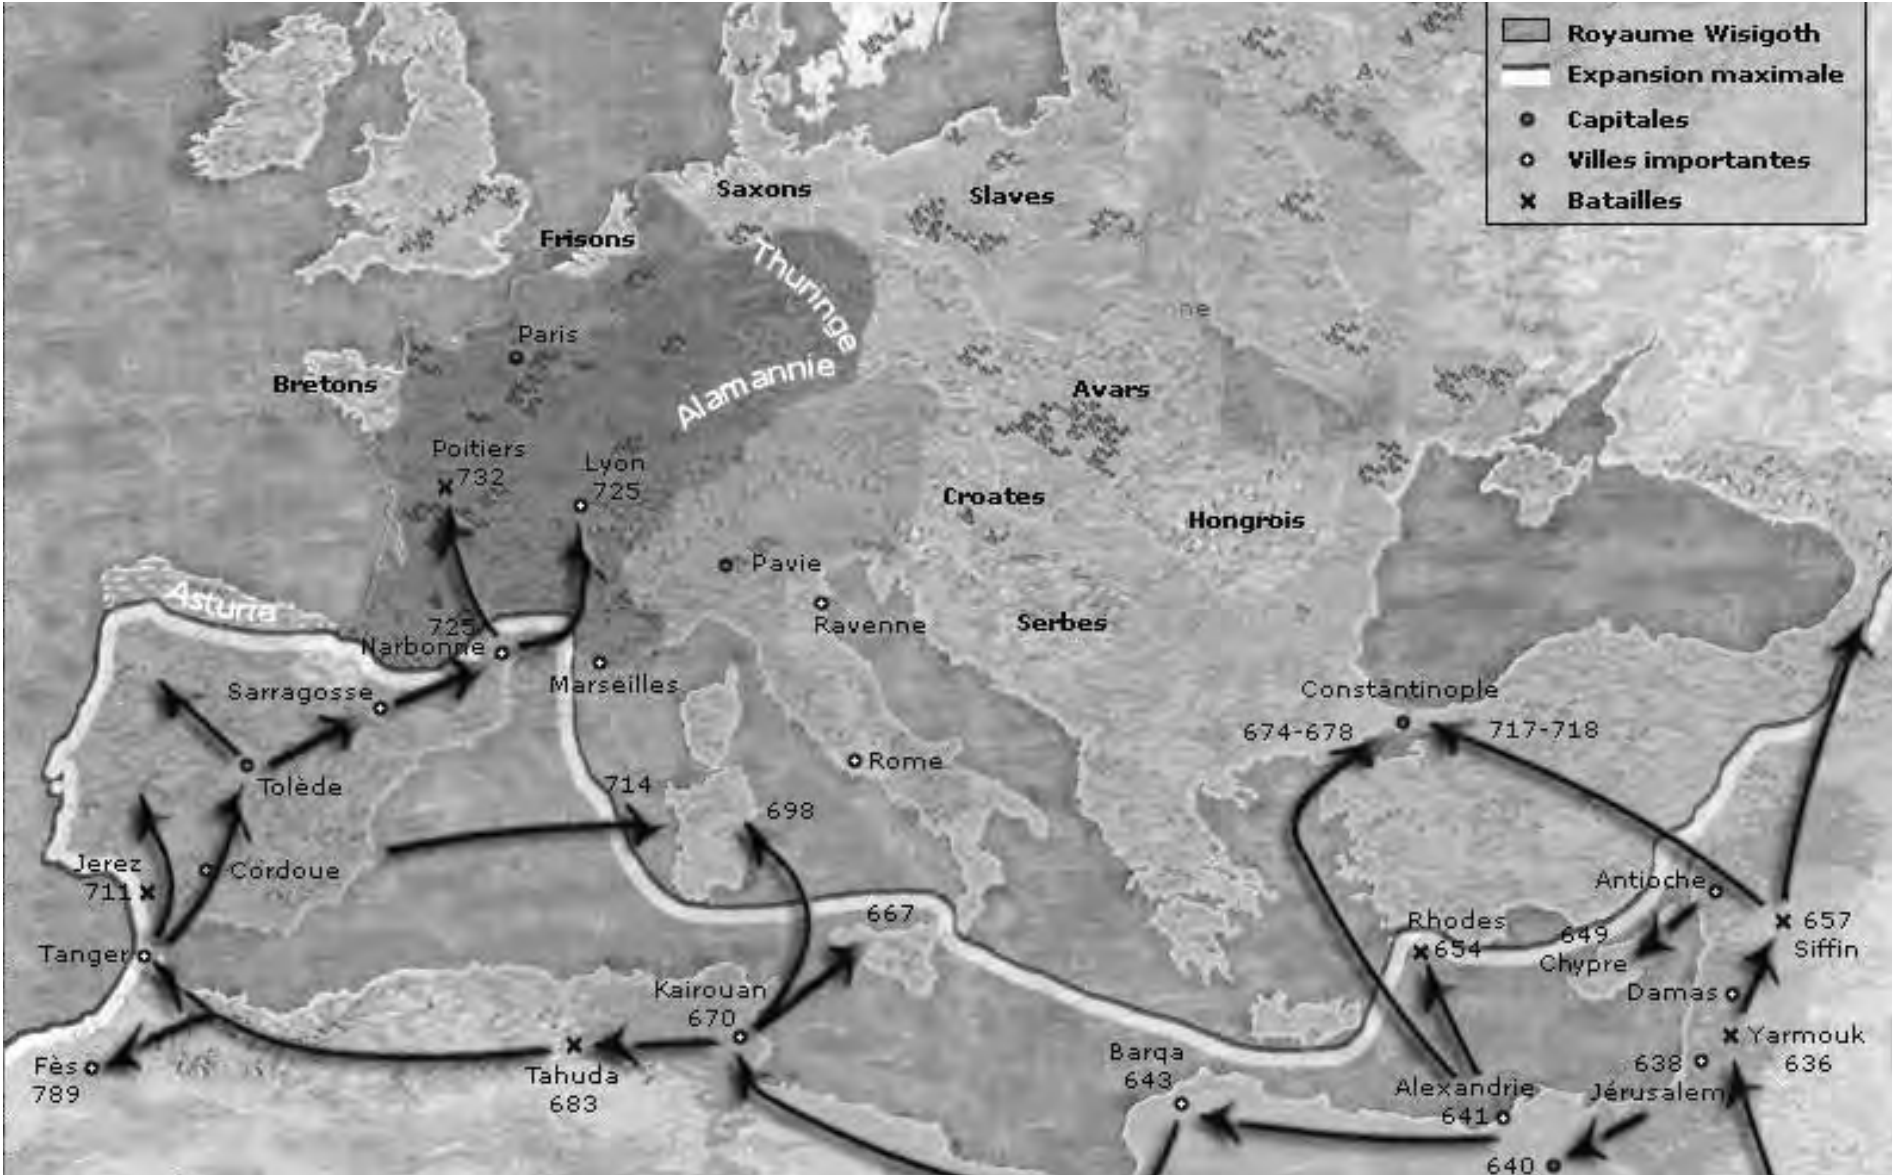 Royaume Wisigoth
Expansion maximale
Capitales
Villes importantes
Batailles
Saxons
Slaves
Frisons
Thuringe
Paris
Alamannie
Bretons
Avars
Poitiers
732
Lyon
725
Croates
Hongrois
Pavie
Asturia
Ravenne
Serbes
725
Narbonne
Marseilles
Sarragosse
Constantinople
674-678
717-718
Rome
Tolède
714
698
Jerez
711
Cordoue
Antioche
667
Rhodes
654
649
Chypre
657
Siffin
Tanger
Kairouan
670
Damas
Yarmouk
636
Barqa
643
638
Jérusalem
Fès
789
Tahuda
683
Alexandrie
641
640